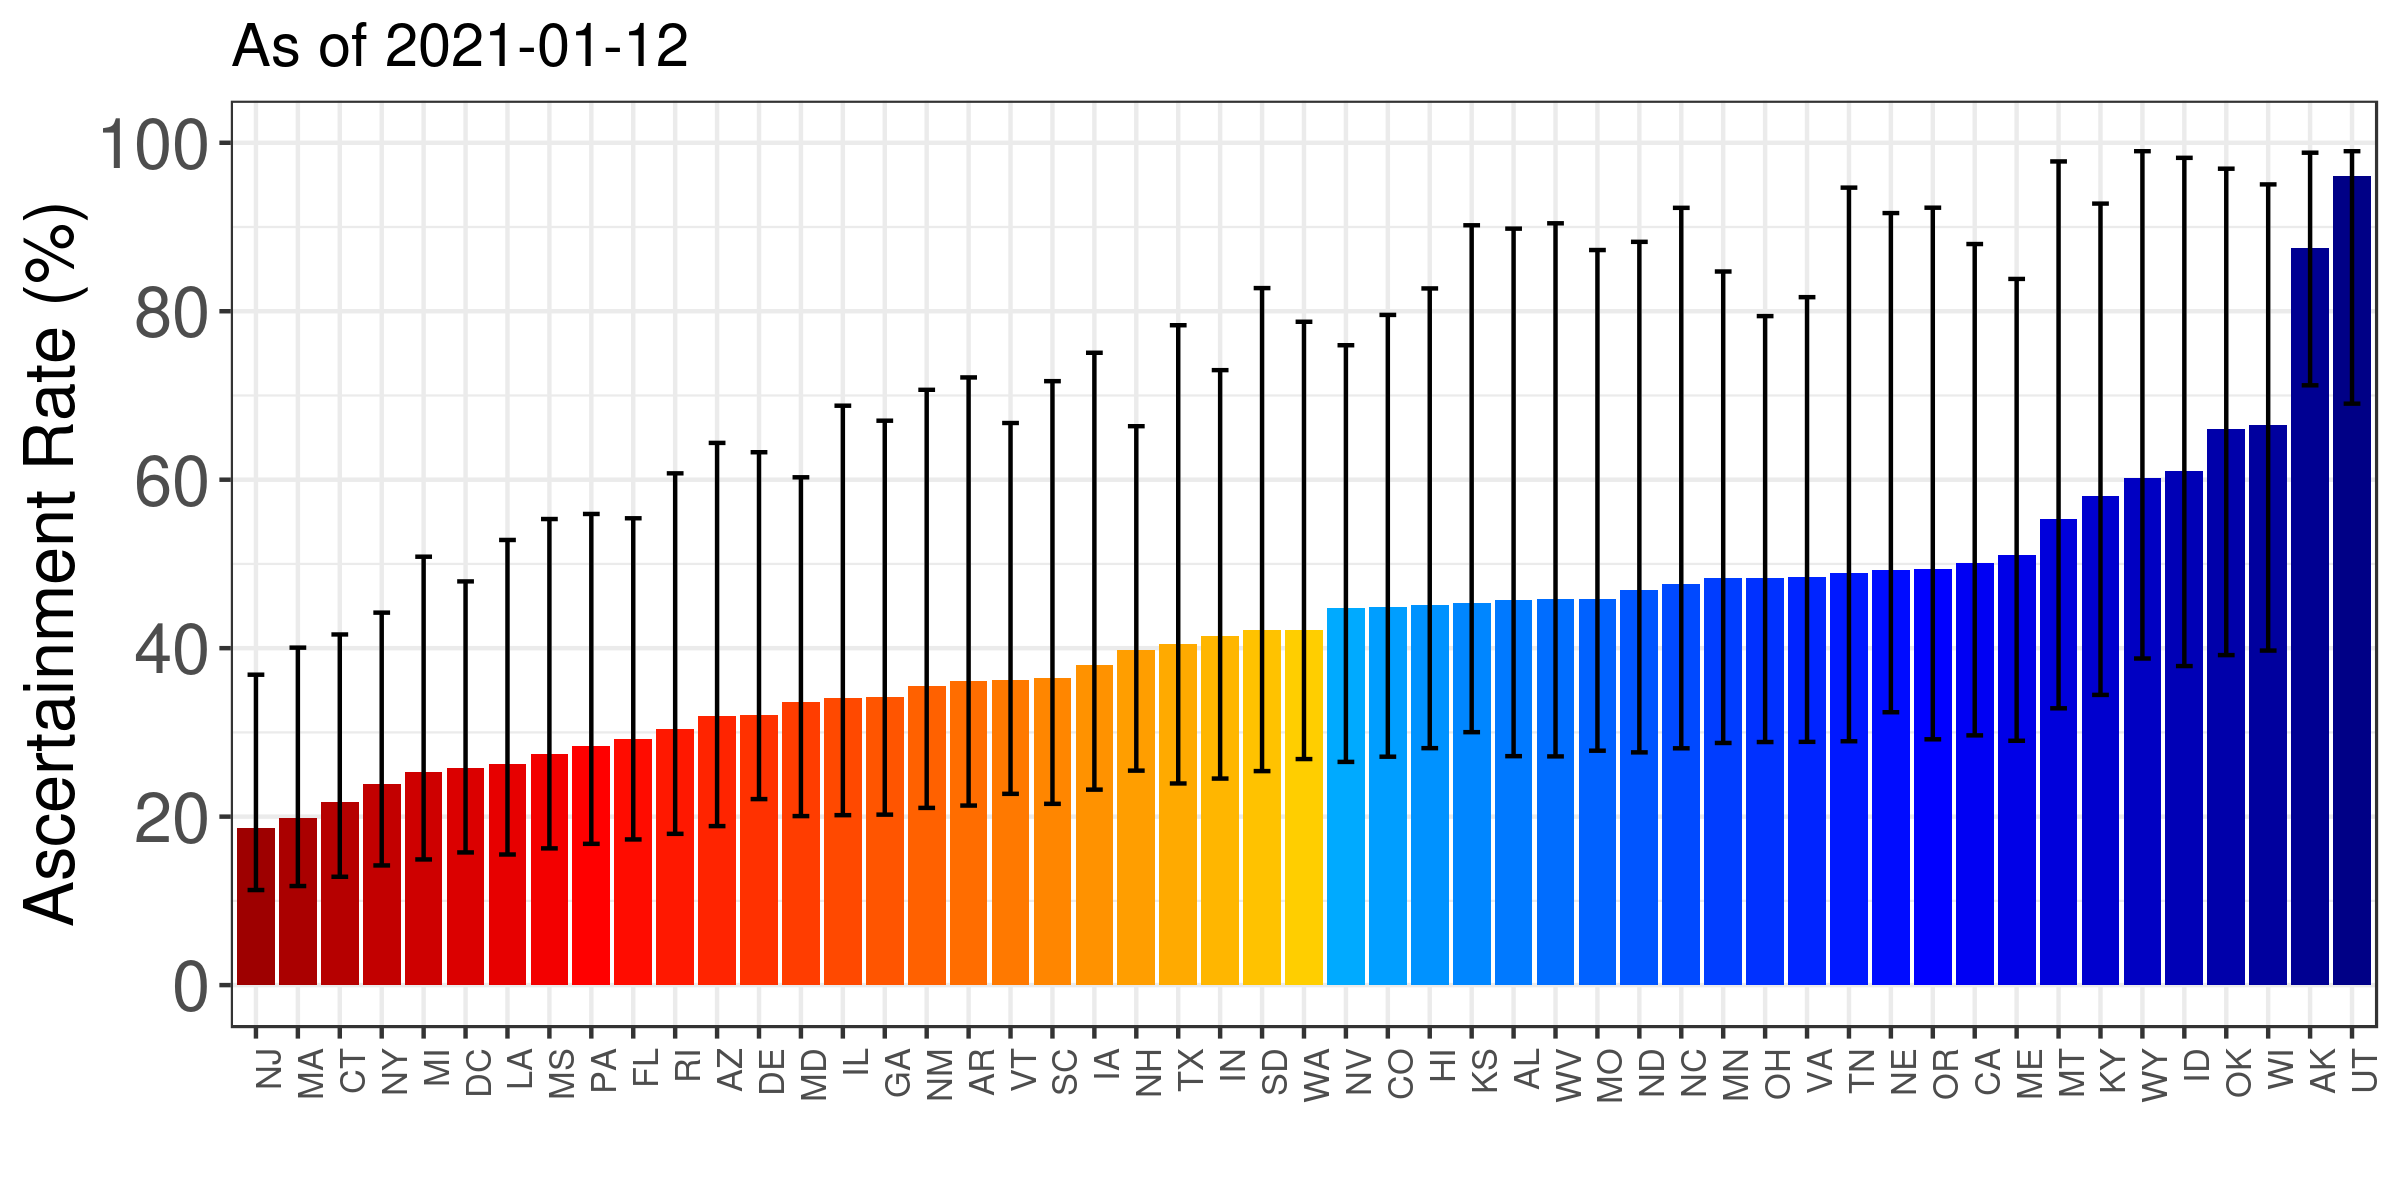 As of 2021-01-12
Ascertainment Rate (%)
100
80
60
40
20
0
NJ MA CT NY MI DC LA MS PA FL RI AZ DE MD IL GA NM AR VT SC IA NH TX IN SD WA NV CO HI KS AL WV MO ND NC MN OH VA TN NE OR CA ME MT KY WY ID OK WI AK UT